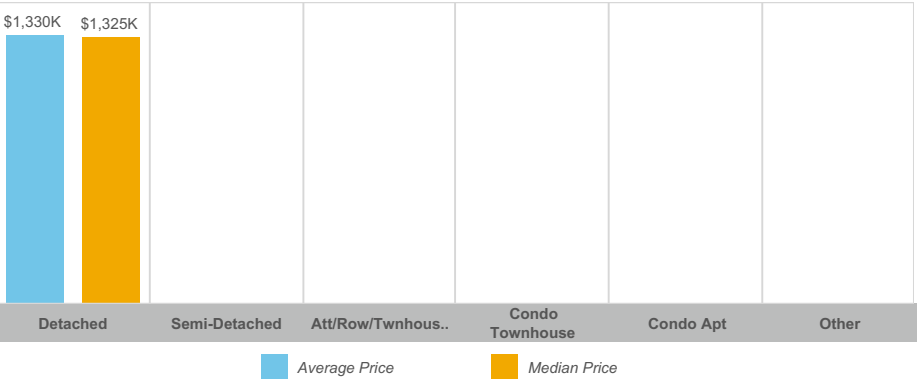 $1,330K $1,325K
Detached Semi-Detached Att/Row/Twnhous.. Condo
Townhouse Condo Apt Other
Average Price Median Price